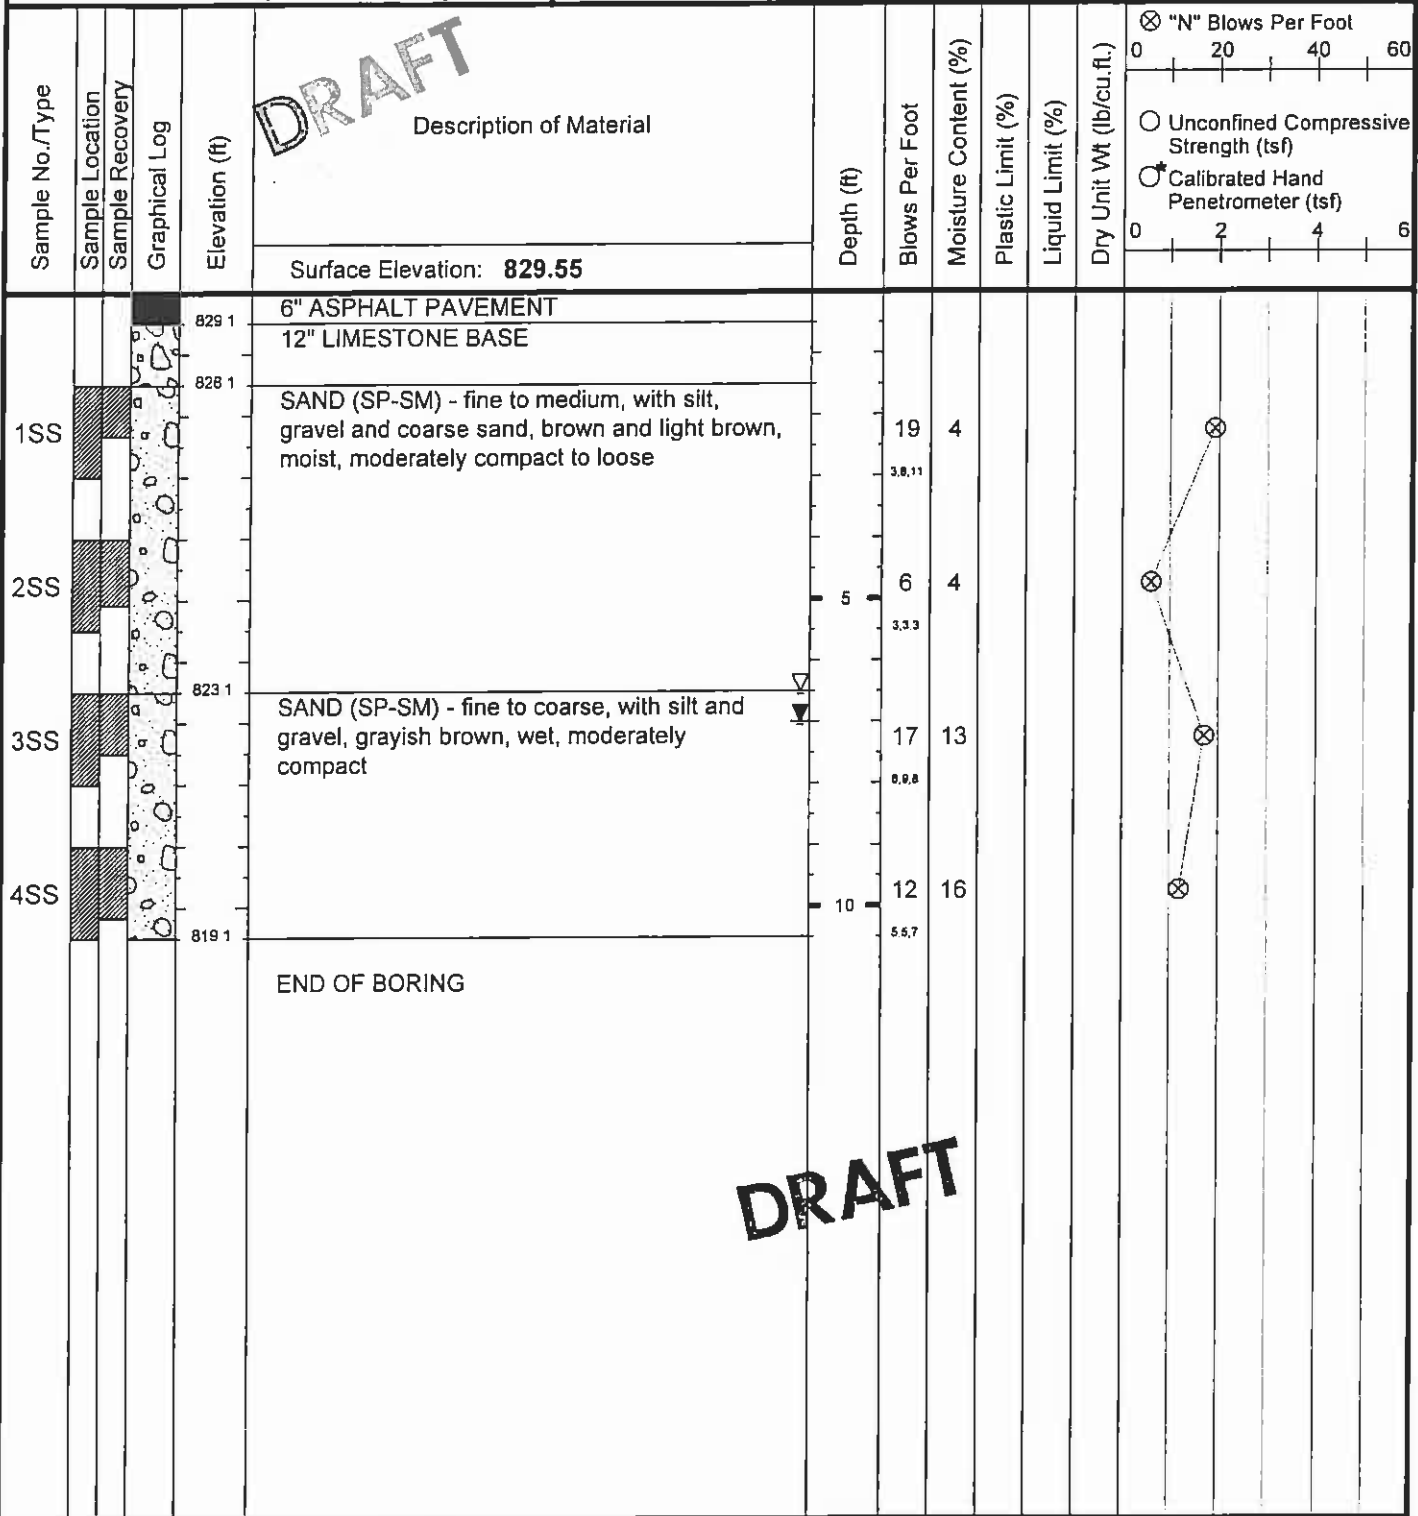 DRAFT
Sample No./Type
Sample Location
Sample Recovery
Graphical Log
Elevation (ft)
Description of Material
Surface Elevation: 829.55
Depth (ft)
Blows Per Foot
Moisture Content (%)
Plastic Limit (%)
Liquid Limit (%)
Dry Unit Wt (lb/cu.ft.)
⊗ "N" Blows Per Foot
0 20 40 60
○ Unconfined Compressive
Strength (tsf)
○* Calibrated Hand
Penetrometer (tsf)
0 2 4 6
6" ASPHALT PAVEMENT
829 1
12" LIMESTONE BASE
828 1
SAND (SP-SM) - fine to medium, with silt,
1SS gravel and coarse sand, brown and light brown, 19 4
moist, moderately compact to loose
3,8,11
2SS 6 4
5
3,3,3
823 1
SAND (SP-SM) - fine to coarse, with silt and
3SS gravel, grayish brown, wet, moderately 17 13
compact
8,9,8
4SS 12 16
10
5,5,7
819 1
END OF BORING
DRAFT